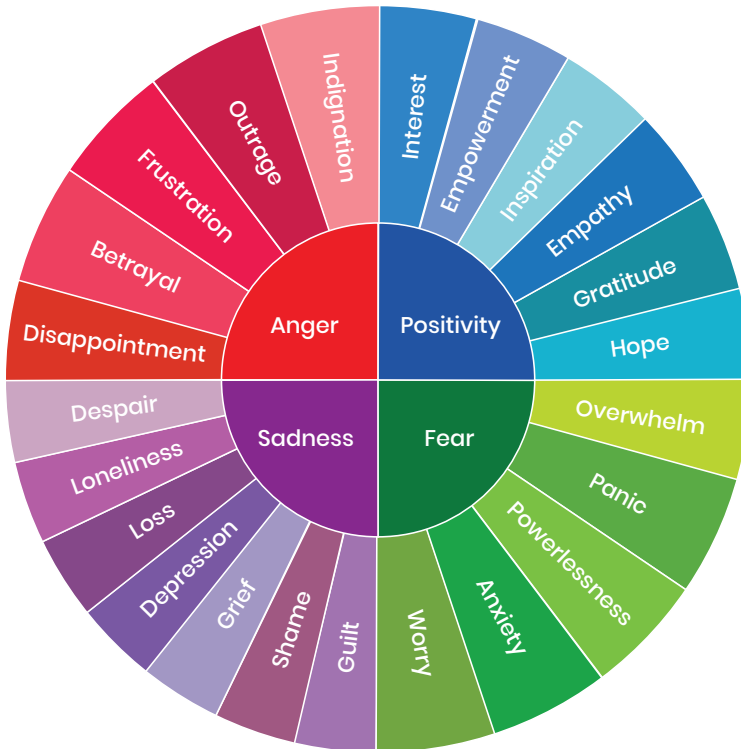 Anger
Positivity
Sadness
Fear
Interest
Empowerment
Inspiration
Empathy
Gratitude
Hope
Overwhelm
Panic
Powerlessness
Anxiety
Worry
Guilt
Shame
Grief
Depression
Loss
Loneliness
Despair
Disappointment
Betrayal
Frustration
Outrage
Indignation